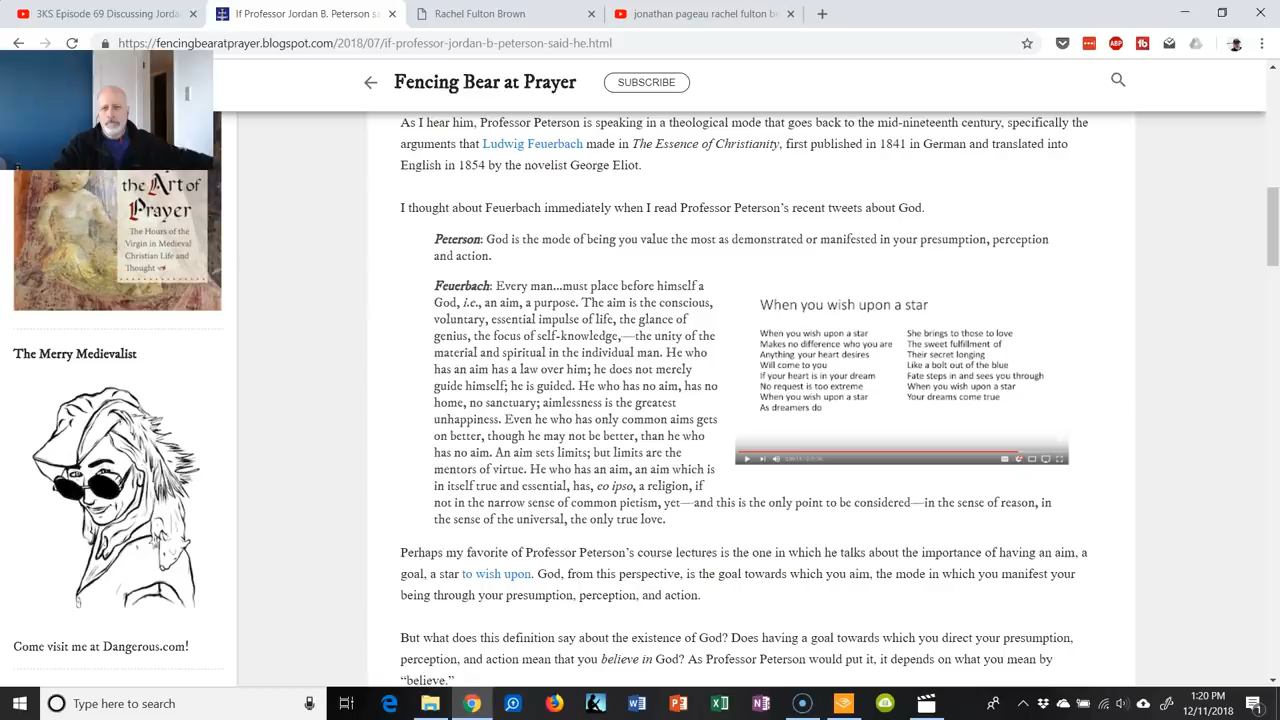 3KS Episode 69 Discussing Jorda
If Professor Jordan B. Peterson s
Rachel Fulton Brown
jonathan pageau rachel fulton b
https://fencingbearatprayer.blogspot.com/2018/07/if-professor-jordan-b-peterson-said-he.html
Fencing Bear at Prayer
SUBSCRIBE
As I hear him, Professor Peterson is speaking in a theological mode that goes back to the mid-nineteenth century, specifically the
arguments that Ludwig Feuerbach made in The Essence of Christianity, first published in 1841 in German and translated into
English in 1854 by the novelist George Eliot.
I thought about Feuerbach immediately when I read Professor Peterson's recent tweets about God.
Peterson: God is the mode of being you value the most as demonstrated or manifested in your presumption, perception
and action.
Feuerbach: Every man...must place before himself a
God, i.e., an aim, a purpose. The aim is the conscious,
voluntary, essential impulse of life, the glance of
genius, the focus of self-knowledge,—the unity of the
material and spiritual in the individual man. He who
has an aim has a law over him; he does not merely
guide himself; he is guided. He who has no aim, has no
home, no sanctuary; aimlessness is the greatest
unhappiness. Even he who has only common aims gets
on better, though he may not be better, than he who
has no aim. An aim sets limits; but limits are the
mentors of virtue. He who has an aim, an aim which is
in itself true and essential, has, eo ipso, a religion, if
not in the narrow sense of common pietism, yet—and this is the only point to be considered—in the sense of reason, in
the sense of the universal, the only true love.
When you wish upon a star
When you wish upon a star
Makes no difference who you are
Anything your heart desires
Will come to you
If your heart is in your dream
No request is too extreme
When you wish upon a star
As dreamers do
She brings to those to love
The sweet fulfillment of
Their secret longing
Like a bolt out of the blue
Fate steps in and sees you through
When you wish upon a star
Your dreams come true
Perhaps my favorite of Professor Peterson's course lectures is the one in which he talks about the importance of having an aim, a
goal, a star to wish upon. God, from this perspective, is the goal towards which you aim, the mode in which you manifest your
being through your presumption, perception, and action.
But what does this definition say about the existence of God? Does having a goal towards which you direct your presumption,
perception, and action mean that you believe in God? As Professor Peterson would put it, it depends on what you mean by
"believe."
the Art of
Prayer
The Hours of the
Virgin in Medieval
Christian Life and
Thought
The Merry Medievalist
Come visit me at Dangerous.com!
ABP
Type here to search
1:20 PM
12/11/2018